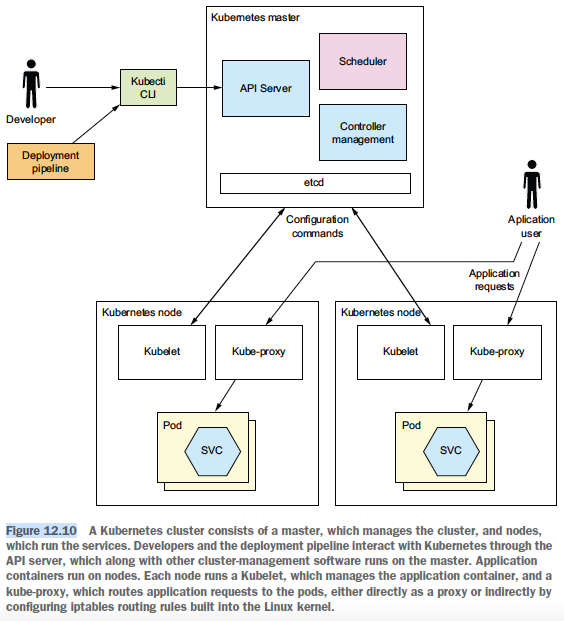 Kubernetes master
Scheduler
Kubecti
CLI
API Server
Developer
Controller
management
Deployment
pipeline
etcd
Configuration
commands
Aplication
user
Application
requests
Kubernetes node
Kubernetes node
Kubelet
Kube-proxy
Kubelet
Kube-proxy
Pod
SVC
Pod
SVC
Figure 12.10 A Kubernetes cluster consists of a master, which manages the cluster, and nodes,
which run the services. Developers and the deployment pipeline interact with Kubernetes through the
API server, which along with other cluster-management software runs on the master. Application
containers run on nodes. Each node runs a Kubelet, which manages the application container, and a
kube-proxy, which routes application requests to the pods, either directly as a proxy or indirectly by
configuring iptables routing rules built into the Linux kernel.